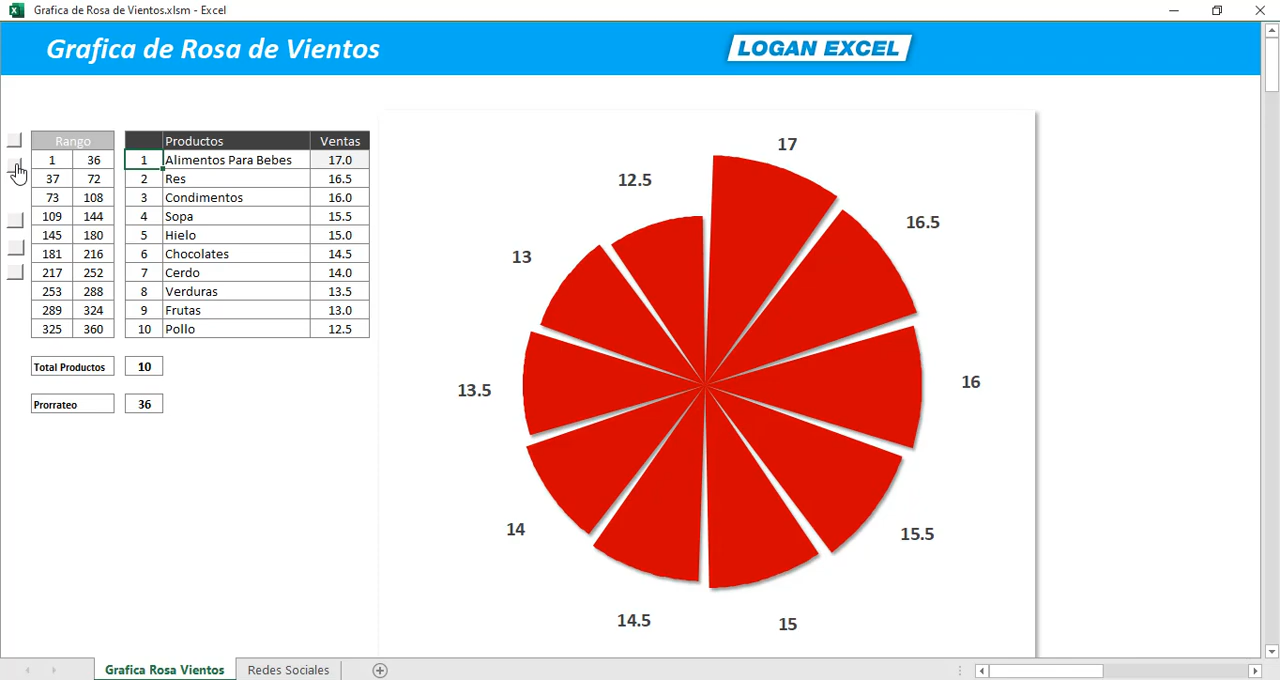 Grafica de Rosa de Vientos.xlsm - Excel
Grafica de Rosa de Vientos
LOGAN EXCEL
Rango
1 36
37 72
73 108
109 144
145 180
181 216
217 252
253 288
289 324
325 360
Productos Ventas
1 Alimentos Para Bebes 17.0
2 Res 16.5
3 Condimentos 16.0
4 Sopa 15.5
5 Hielo 15.0
6 Chocolates 14.5
7 Cerdo 14.0
8 Verduras 13.5
9 Frutas 13.0
10 Pollo 12.5
Total Productos 10
Prorrateo 36
17
16.5
16
15.5
15
14.5
14
13.5
13
12.5
Grafica Rosa Vientos
Redes Sociales